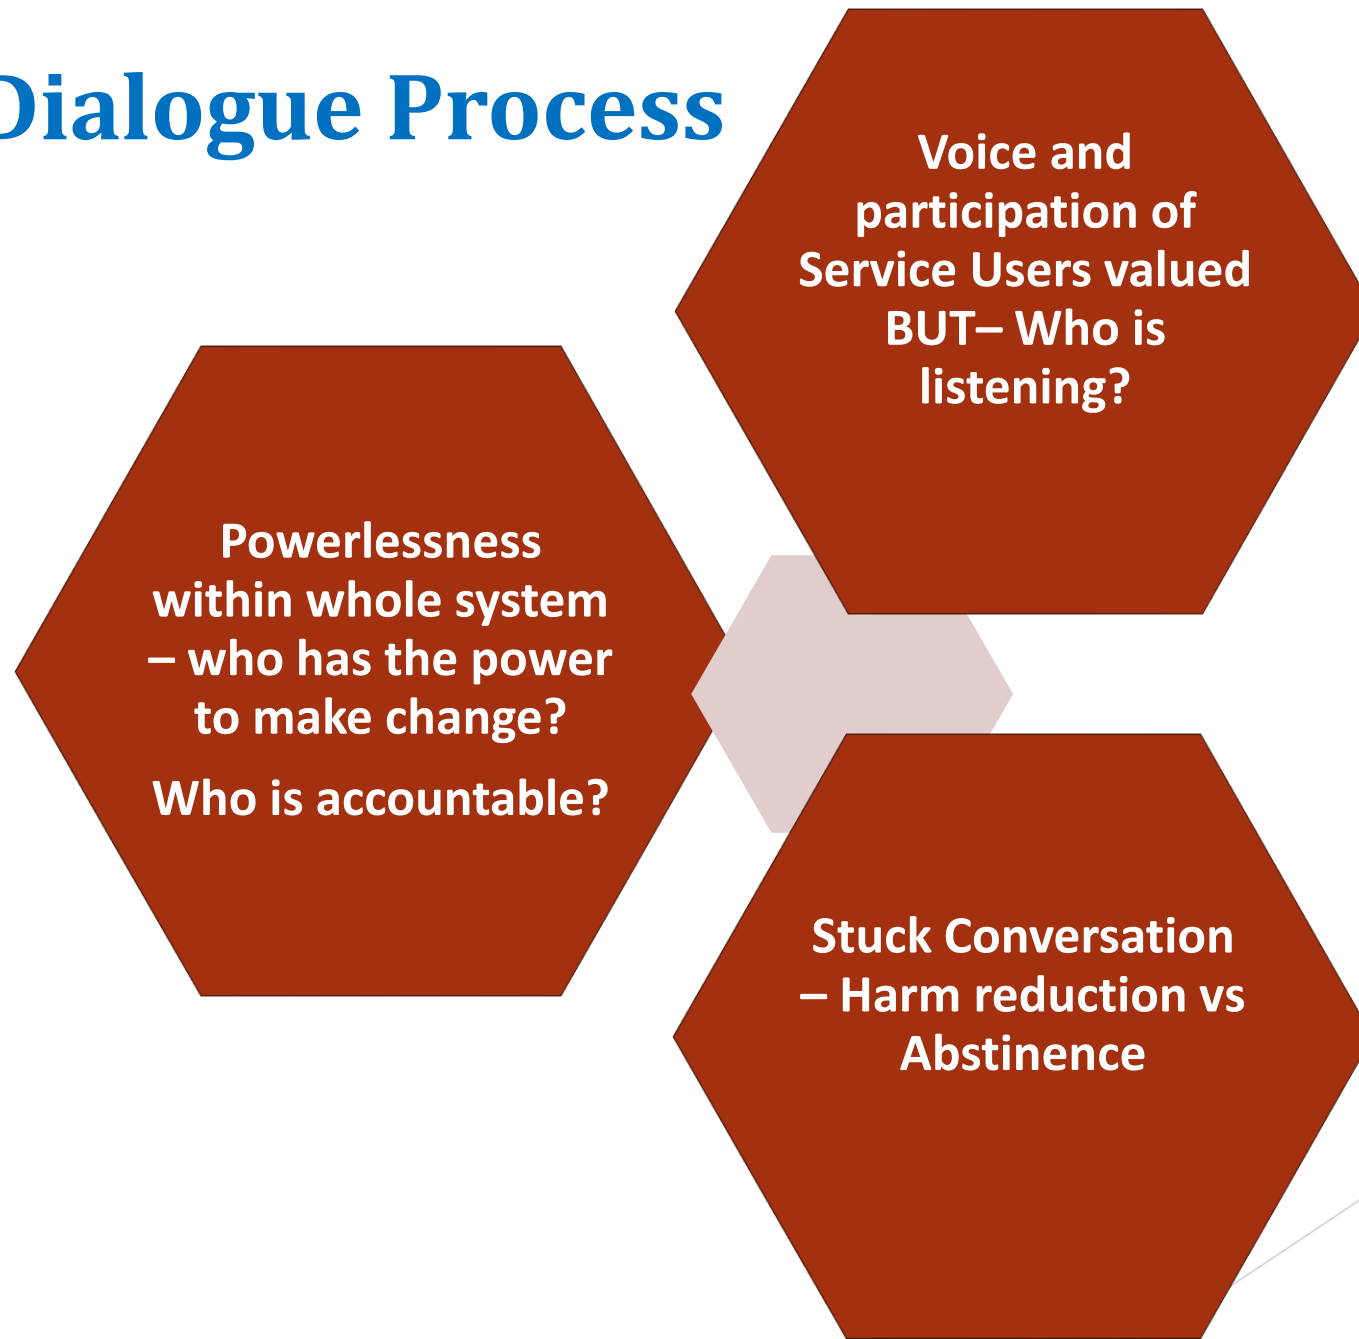 Dialogue Process
Voice and
participation of
Service Users valued
BUT– Who is
listening?
Powerlessness
within whole system
– who has the power
to make change?
Who is accountable?
Stuck Conversation
– Harm reduction vs
Abstinence